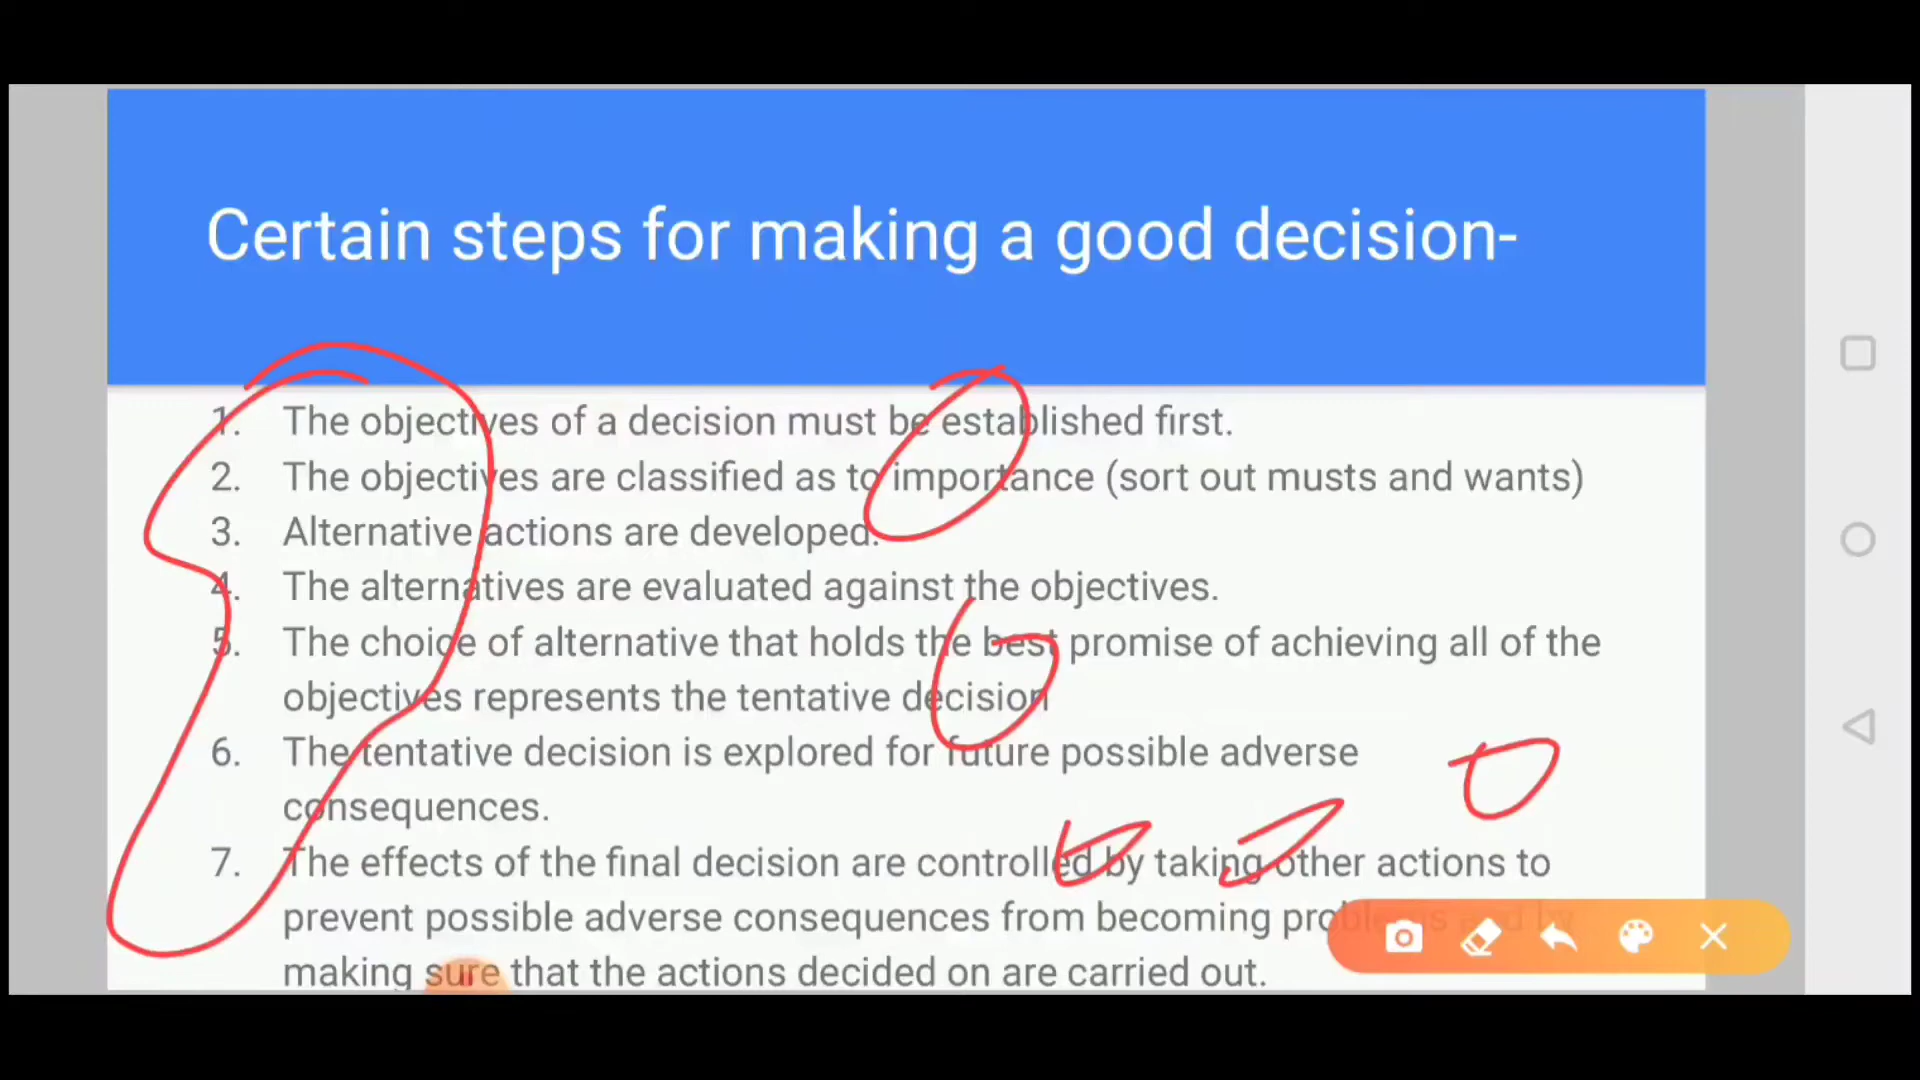 Certain steps for making a good decision-
1. The objectives of a decision must be established first.
2. The objectives are classified as to importance (sort out musts and wants)
3. Alternative actions are developed.
4. The alternatives are evaluated against the objectives.
5. The choice of alternative that holds the best promise of achieving all of the
objectives represents the tentative decision
6. The tentative decision is explored for future possible adverse
consequences.
7. The effects of the final decision are controlled by taking other actions to
prevent possible adverse consequences from becoming problems and by
making sure that the actions decided on are carried out.